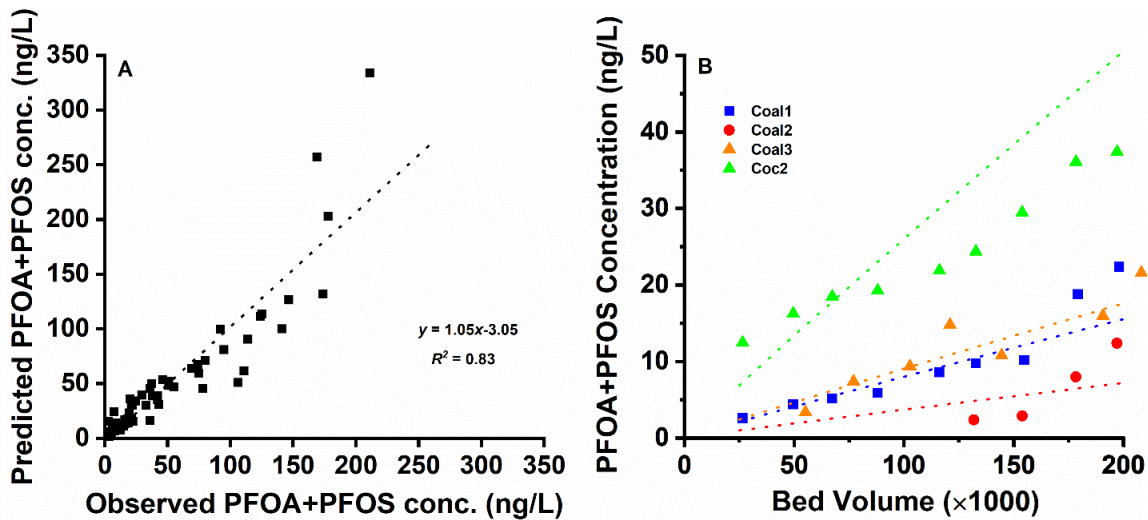 A
Predicted PFOA+PFOS conc. (ng/L)
350
300
250
200
150
100
50
0
y = 1.05x-3.05
R² = 0.83
0 50 100 150 200 250 300 350
Observed PFOA+PFOS conc. (ng/L)
B
PFOA+PFOS Concentration (ng/L)
50
40
30
20
10
0
Coal1
Coal2
Coal3
Coc2
0 50 100 150 200
Bed Volume (×1000)